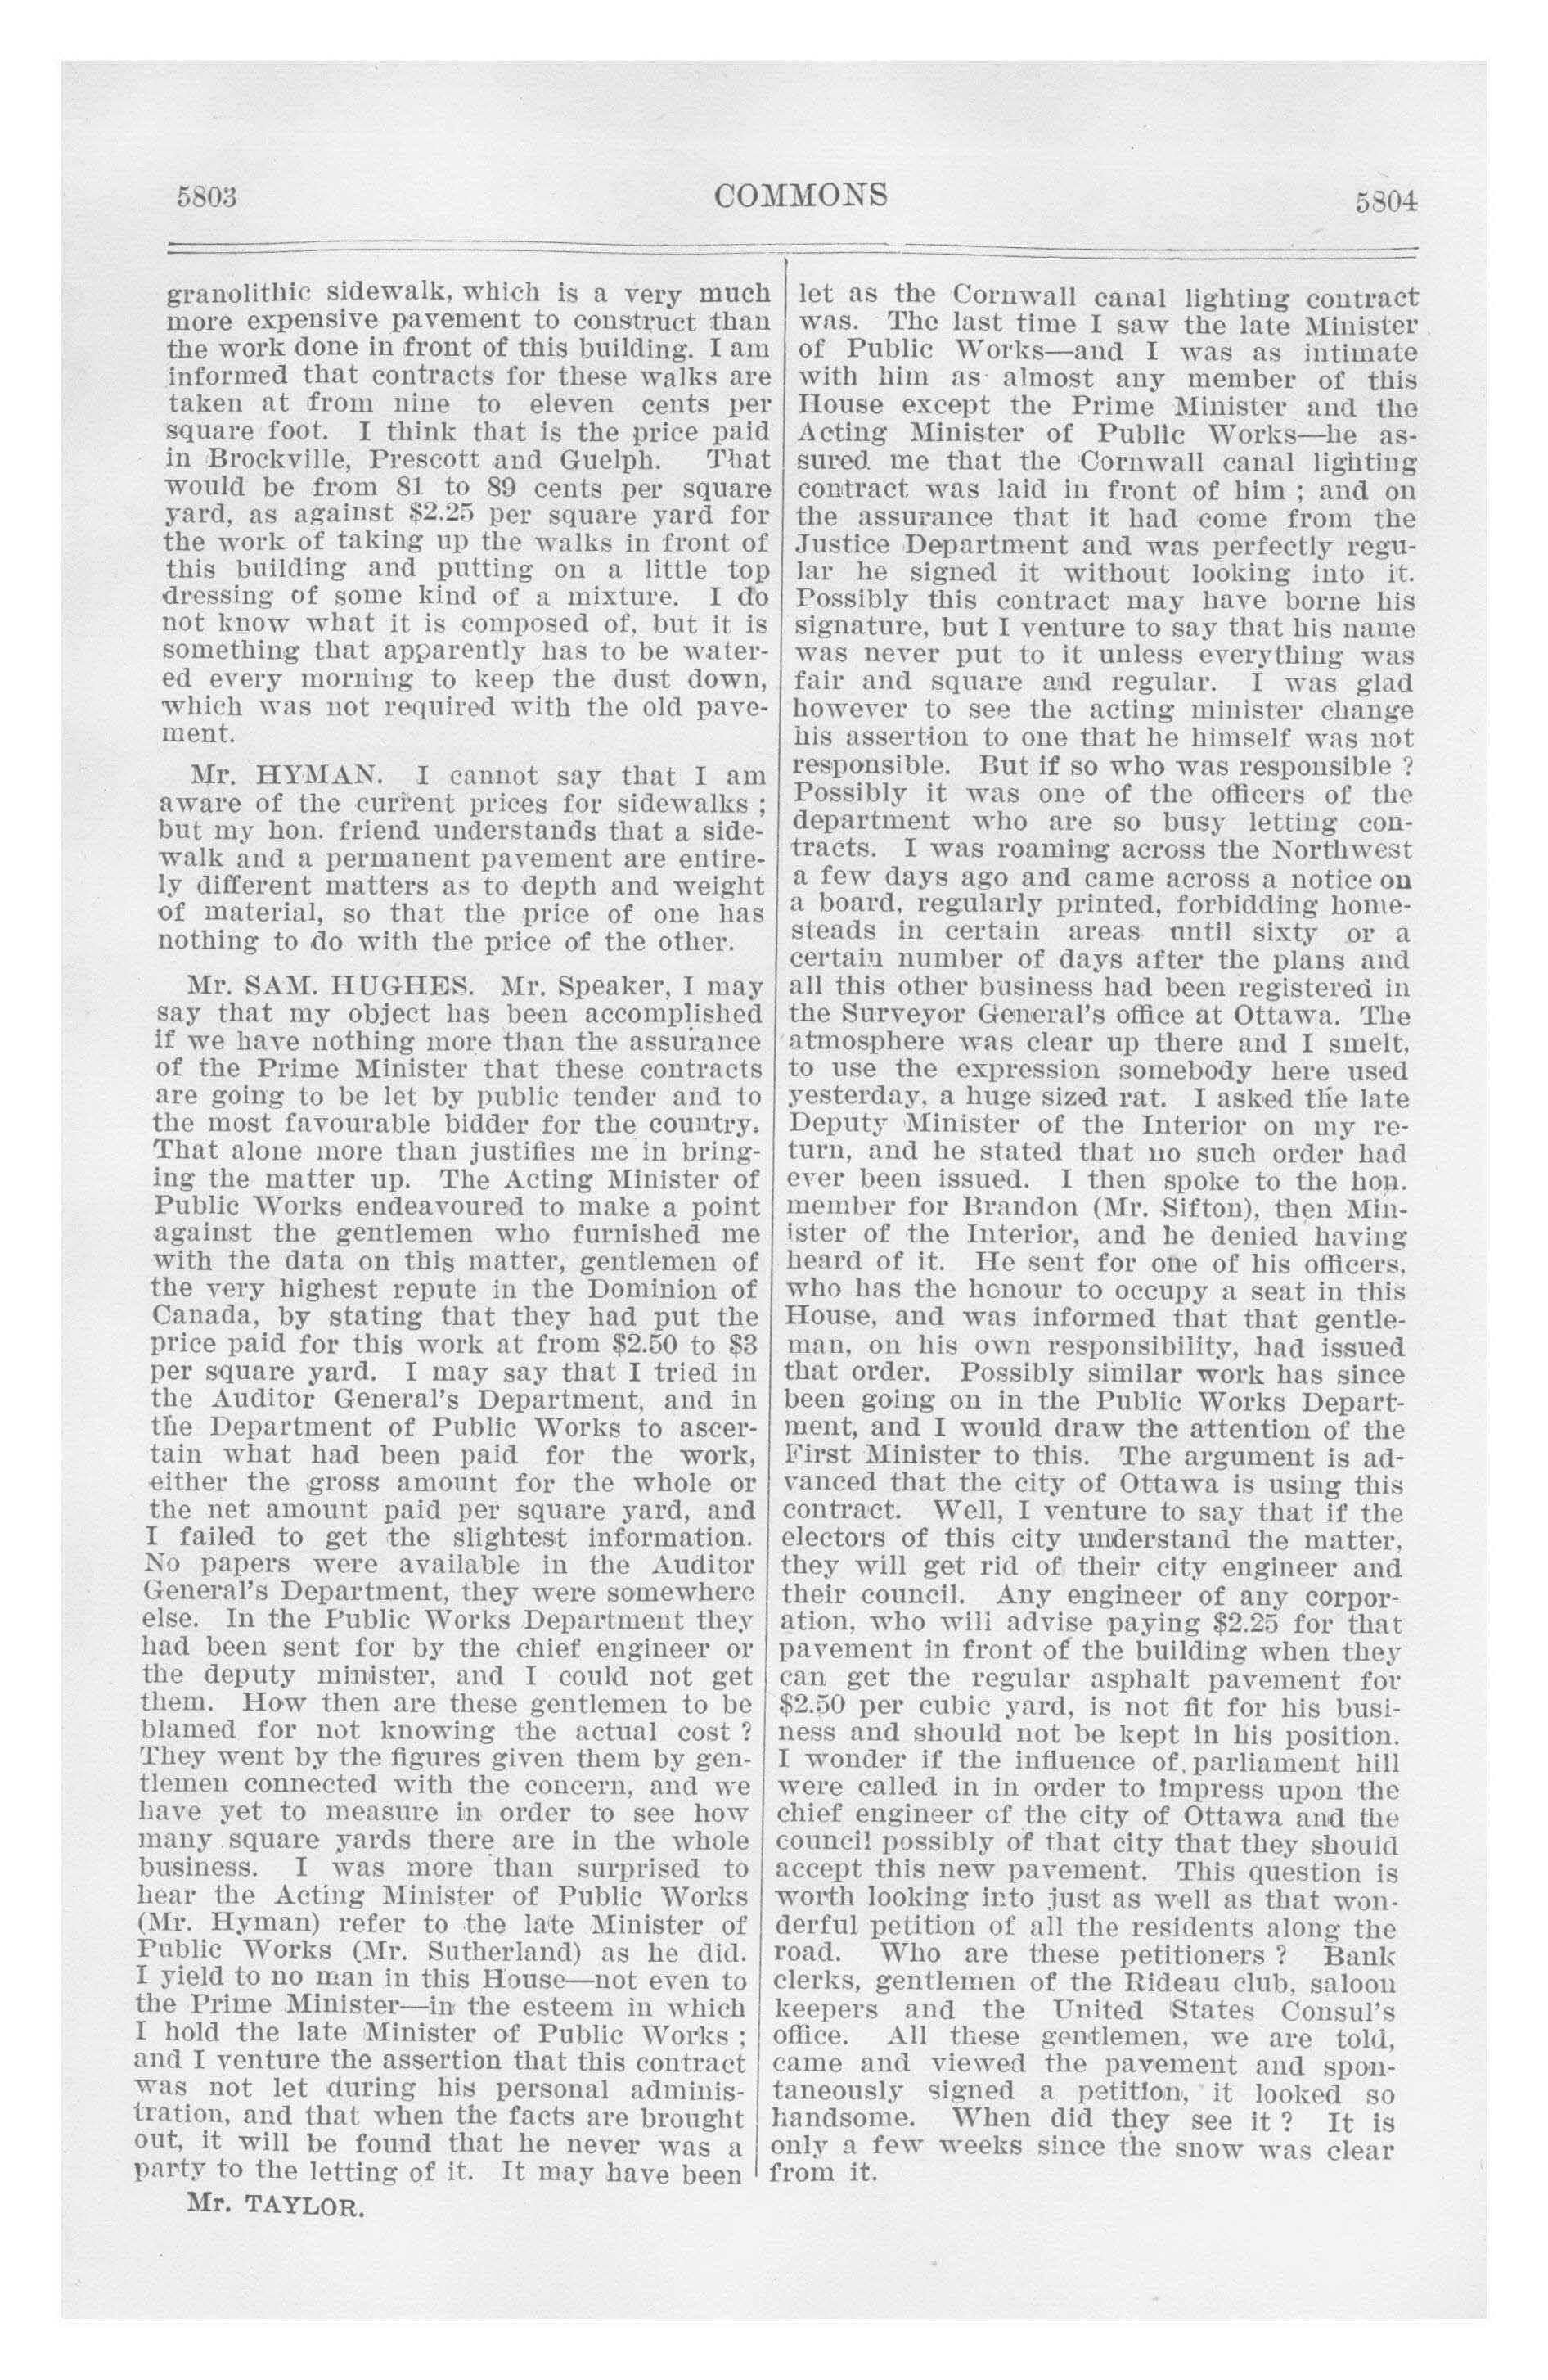 5803
COMMONS
5804
granolithic sidewalk, which is a very much
more expensive pavement to construct than
the work done in front of this building. I am
informed that contracts for these walks are
taken at from nine to eleven cents per
square foot. I think that is the price paid
in Brockville, Prescott and Guelph. That
would be from 81 to 89 cents per square
yard, as against $2.25 per square yard for
the work of taking up the walks in front of
this building and putting on a little top
dressing of some kind of a mixture. I do
not know what it is composed of, but it is
something that apparently has to be water-
ed every morning to keep the dust down,
which was not required with the old pave-
ment.
Mr. HYMAN. I cannot say that I am
aware of the current prices for sidewalks ;
but my hon. friend understands that a side-
walk and a permanent pavement are entire-
ly different matters as to depth and weight
of material, so that the price of one has
nothing to do with the price of the other.
Mr. SAM. HUGHES. Mr. Speaker, I may
say that my object has been accomplished
if we have nothing more than the assurance
of the Prime Minister that these contracts
are going to be let by public tender and to
the most favourable bidder for the country.
That alone more than justifies me in bring-
ing the matter up. The Acting Minister of
Public Works endeavoured to make a point
against the gentlemen who furnished me
with the data on this matter, gentlemen of
the very highest repute in the Dominion of
Canada, by stating that they had put the
price paid for this work at from $2.50 to $3
per square yard. I may say that I tried in
the Auditor General's Department, and in
the Department of Public Works to ascer-
tain what had been paid for the work,
either the gross amount for the whole or
the net amount paid per square yard, and
I failed to get the slightest information.
No papers were available in the Auditor
General's Department, they were somewhere
else. In the Public Works Department they
had been sent for by the chief engineer or
the deputy minister, and I could not get
them. How then are these gentlemen to be
blamed for not knowing the actual cost ?
They went by the figures given them by gen-
tlemen connected with the concern, and we
have yet to measure in order to see how
many square yards there are in the whole
business. I was more than surprised to
hear the Acting Minister of Public Works
(Mr. Hyman) refer to the late Minister of
Public Works (Mr. Sutherland) as he did.
I yield to no man in this House—not even to
the Prime Minister—in the esteem in which
I hold the late Minister of Public Works ;
and I venture the assertion that this contract
was not let during his personal adminis-
tration, and that when the facts are brought
out, it will be found that he never was a
party to the letting of it. It may have been
Mr. TAYLOR.
let as the Cornwall canal lighting contract
was. The last time I saw the late Minister
of Public Works—and I was as intimate
with him as almost any member of this
House except the Prime Minister and the
Acting Minister of Public Works—he as-
sured me that the Cornwall canal lighting
contract was laid in front of him ; and on
the assurance that it had come from the
Justice Department and was perfectly regu-
lar he signed it without looking into it.
Possibly this contract may have borne his
signature, but I venture to say that his name
was never put to it unless everything was
fair and square and regular. I was glad
however to see the acting minister change
his assertion to one that he himself was not
responsible. But if so who was responsible ?
Possibly it was one of the officers of the
department who are so busy letting con-
tracts. I was roaming across the Northwest
a few days ago and came across a notice on
a board, regularly printed, forbidding home-
steads in certain areas until sixty or a
certain number of days after the plans and
all this other business had been registered in
the Surveyor General's office at Ottawa. The
atmosphere was clear up there and I smelt,
to use the expression somebody here used
yesterday, a huge sized rat. I asked the late
Deputy Minister of the Interior on my re-
turn, and he stated that no such order had
ever been issued. I then spoke to the hon.
member for Brandon (Mr. Sifton), then Min-
ister of the Interior, and he denied having
heard of it. He sent for one of his officers,
who has the honour to occupy a seat in this
House, and was informed that that gentle-
man, on his own responsibility, had issued
that order. Possibly similar work has since
been going on in the Public Works Depart-
ment, and I would draw the attention of the
First Minister to this. The argument is ad-
vanced that the city of Ottawa is using this
contract. Well, I venture to say that if the
electors of this city understand the matter,
they will get rid of their city engineer and
their council. Any engineer of any corpor-
ation, who will advise paying $2.25 for that
pavement in front of the building when they
can get the regular asphalt pavement for
$2.50 per cubic yard, is not fit for his busi-
ness and should not be kept in his position.
I wonder if the influence of parliament hill
were called in in order to impress upon the
chief engineer of the city of Ottawa and the
council possibly of that city that they should
accept this new pavement. This question is
worth looking into just as well as that won-
derful petition of all the residents along the
road. Who are these petitioners ? Bank
clerks, gentlemen of the Rideau club, saloon
keepers and the United States Consul's
office. All these gentlemen, we are told,
came and viewed the pavement and spon-
taneously signed a petition, it looked so
handsome. When did they see it ? It is
only a few weeks since the snow was clear
from it.